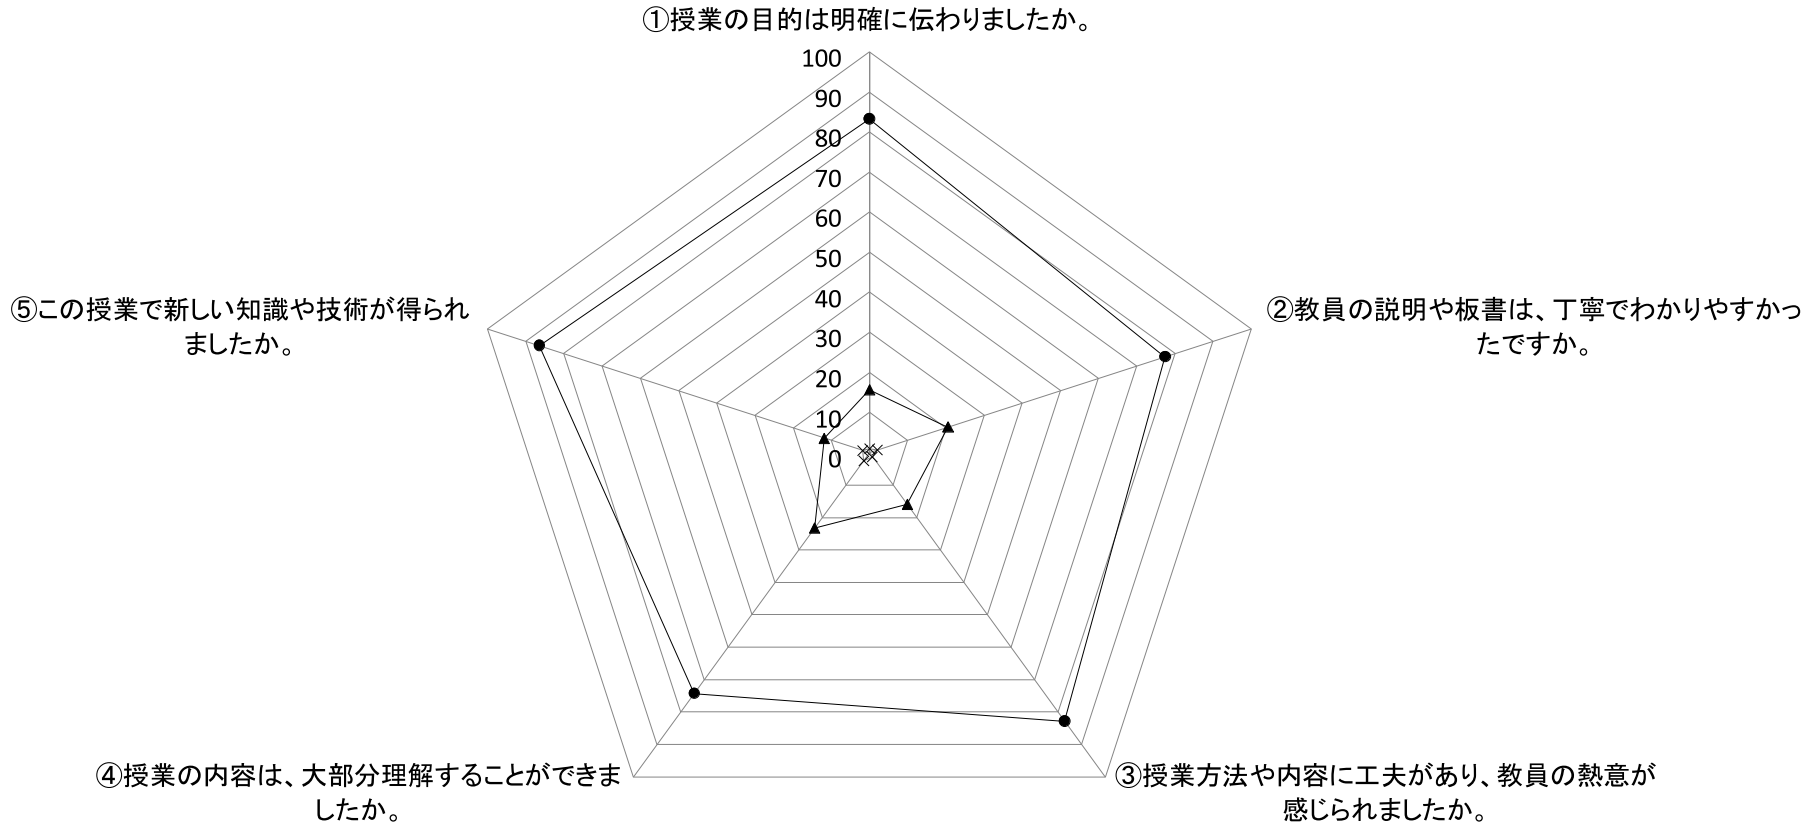 ①授業の目的は明確に伝わりましたか。
100
90
80
70
60
50
40
30
20
10
0
②教員の説明や板書は、丁寧でわかりやすかっ
たですか。
③授業方法や内容に工夫があり、教員の熱意が
感じられましたか。
④授業の内容は、大部分理解することができま
したか。
⑤この授業で新しい知識や技術が得られ
ましたか。